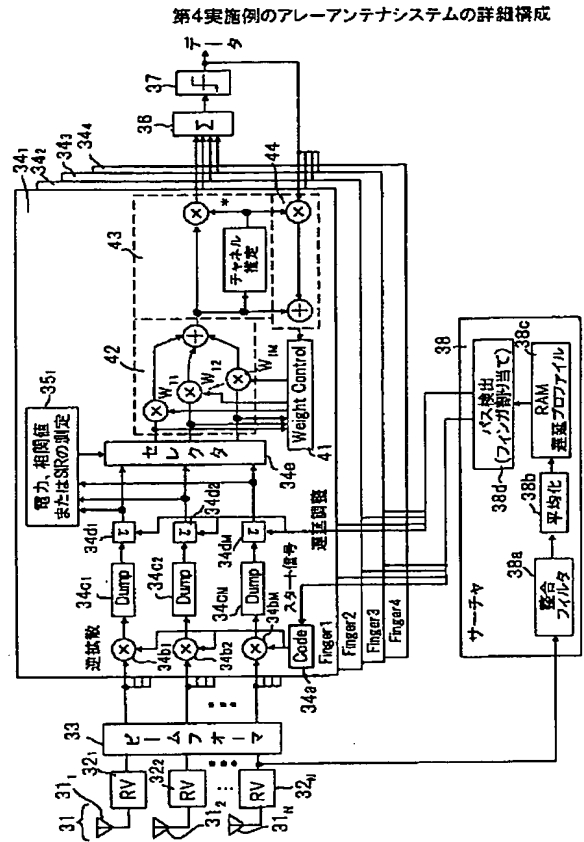 第4実施例のアレーアンテナシステムの詳細構成
31
31₁
31₂
31N
32₁
RV
32₂
RV
32N
RV
33
ビームフォーマ
逆拡散
34b₁
34b₂
34bM
34c₁
Dump
34c₂
Dump
34cM
Dump
スタート信号
Code
34a
34d₁
τ
34d₂
τ
34dM
τ
遅延調整
電力、相関値
またはSIRの測定
35₁
セレクタ
34e
42
W₁₁
W₁₂
W1M
Weight Control
41
43
チャネル
推定
*
44
34₁
34₂
34₃
34₄
36
Σ
37
データ
Finger1
Finger2
Finger3
Finger4
サーチャ
38
38a
整合
フィルタ
38b
平均化
38c
RAM
遅延プロファイル
38d
パス検出
(フィンガ割り当て)